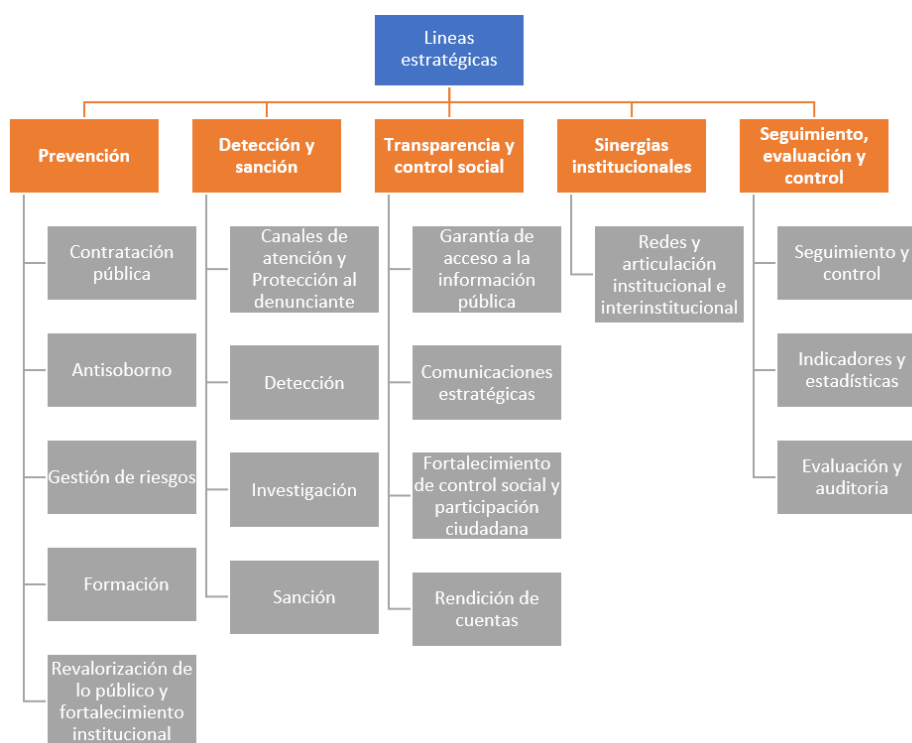 Lineas
estratégicas
Prevención
Contratación
pública
Antisoborno
Gestión de riesgos
Formación
Revalorización de
lo público y
fortalecimiento
institucional
Detección y
sanción
Canales de
atención y
Protección al
denunciante
Detección
Investigación
Sanción
Transparencia y
control social
Garantía de
acceso a la
información
pública
Comunicaciones
estratégicas
Fortalecimiento
de control social y
participación
ciudadana
Rendición de
cuentas
Sinergias
institucionales
Redes y
articulación
institucional e
interinstitucional
Seguimiento,
evaluación y
control
Seguimiento y
control
Indicadores y
estadísticas
Evaluación y
auditoria